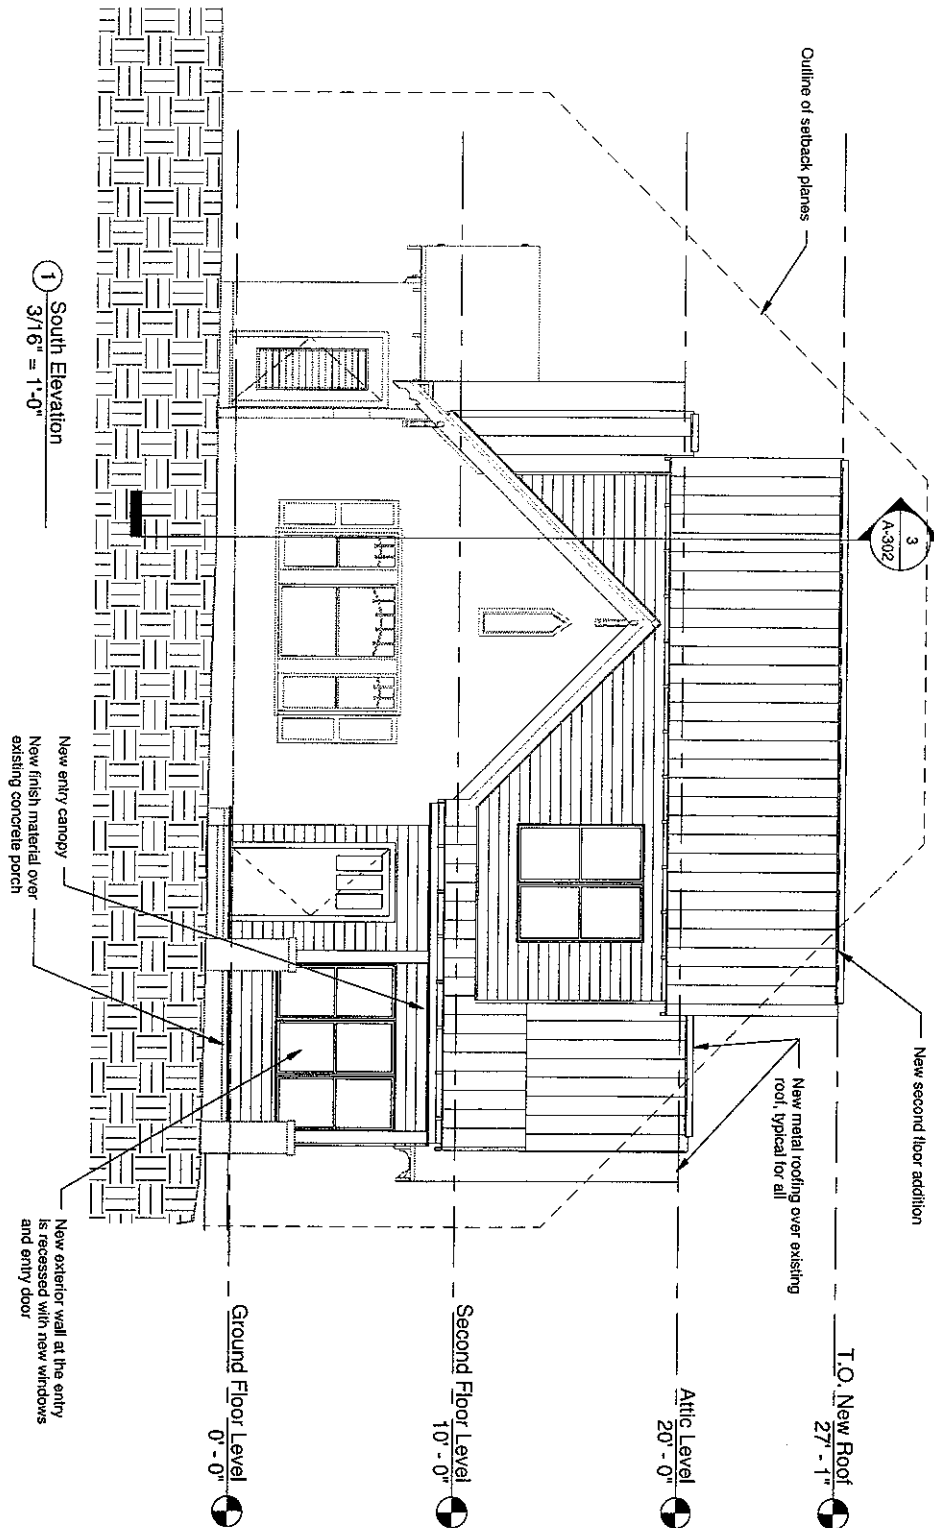 Outline of setback planes
3
A-302
New second floor addition
New metal roofing over existing
roof, typical for all
T.O. New Roof
27' - 1"
Attic Level
20' - 0"
Second Floor Level
10' - 0"
Ground Floor Level
0' - 0"
New entry canopy
New finish material over
existing concrete porch
New exterior wall at the entry
is recessed with new windows
and entry door
1
South Elevation
3/16" = 1'-0"